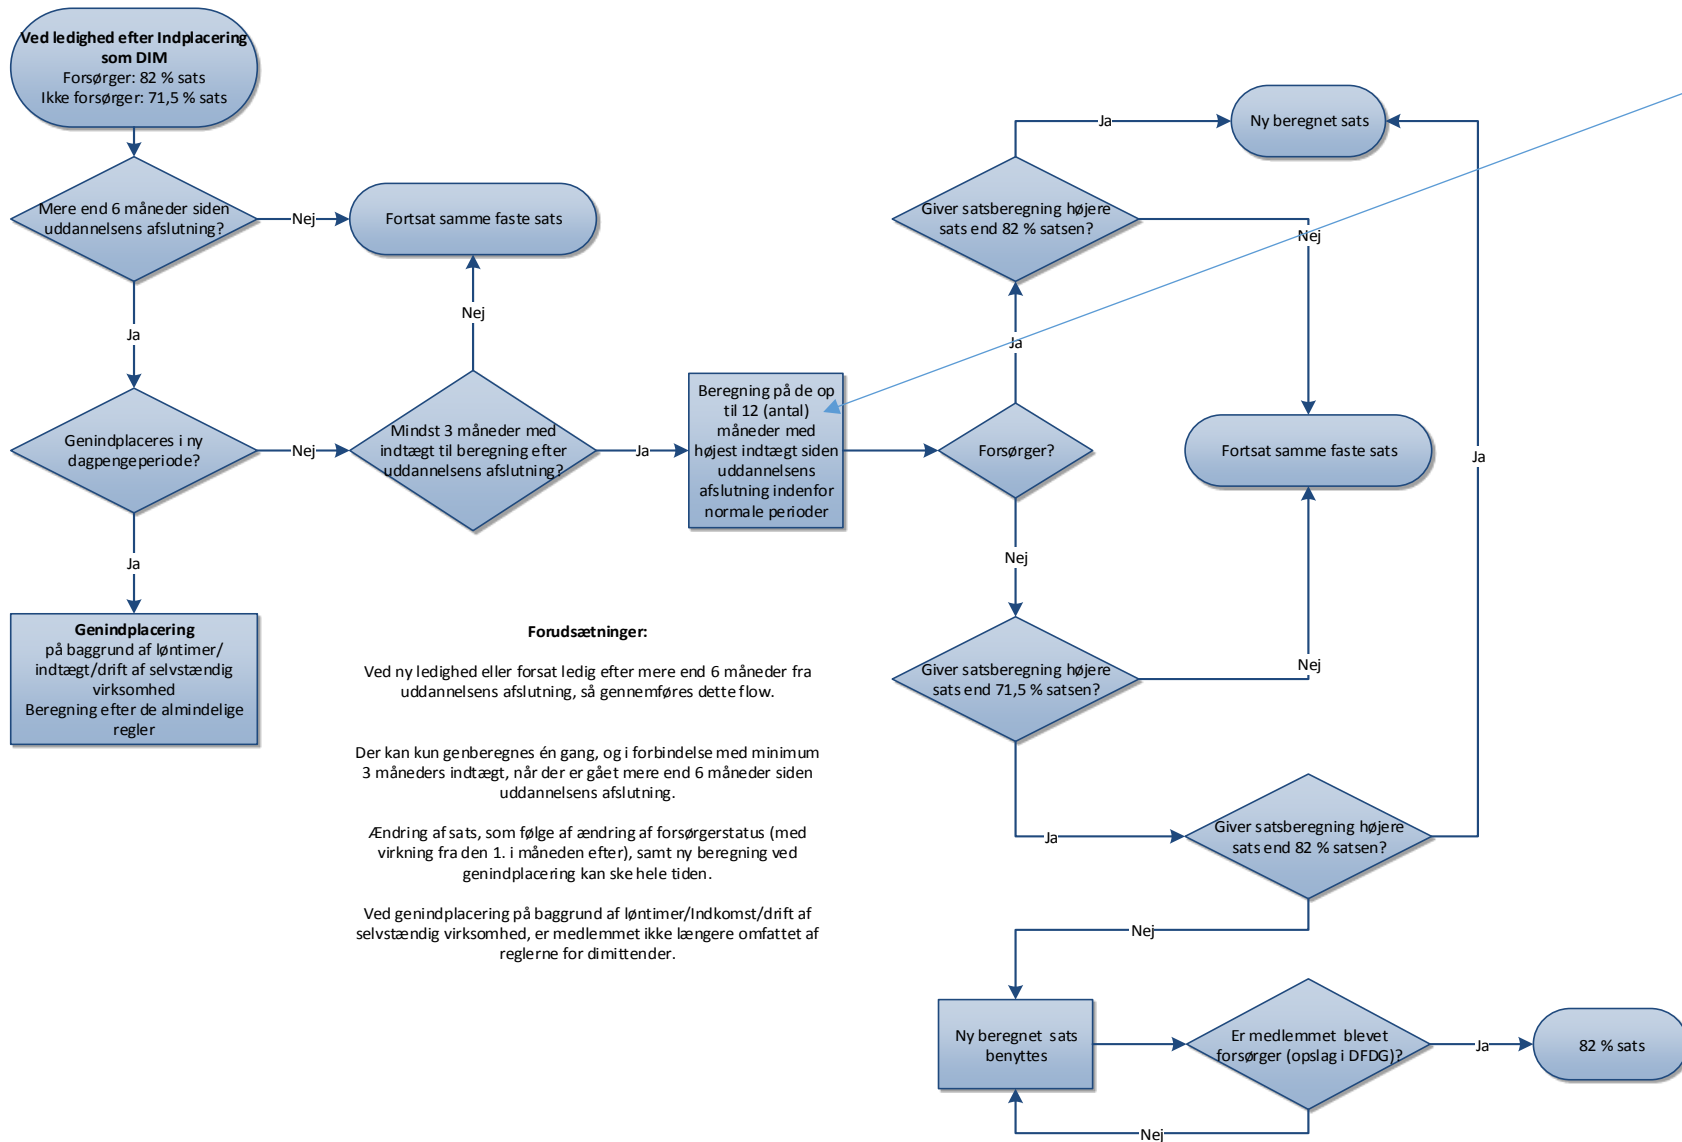 Ved ledighed efter Indplacering
som DIM
Forsørger: 82 % sats
Ikke forsørger: 71,5 % sats
Mere end 6 måneder siden
uddannelsens afslutning?
Nej
Fortsat samme faste sats
Ja
Nej
Genindplaceres i ny
dagpengeperiode?
Nej
Mindst 3 måneder med
indtægt til beregning efter
uddannelsens afslutning?
Ja
Beregning på de op
til 12 (antal)
måneder med
højest indtægt siden
uddannelsens
afslutning indenfor
normale perioder
Ja
Genindplacering
på baggrund af løntimer/
indtægt/drift af selvstændig
virksomhed
Beregning efter de almindelige
regler
Forsørger?
Ja
Giver satsberegning højere
sats end 82 % satsen?
Ja
Ny beregnet sats
Nej
Fortsat samme faste sats
Ja
Nej
Giver satsberegning højere
sats end 71,5 % satsen?
Nej
Ja
Giver satsberegning højere
sats end 82 % satsen?
Nej
Ny beregnet sats
benyttes
Er medlemmet blevet
forsørger (opslag i DFDG)?
Ja
82 % sats
Nej
Forudsætninger:
Ved ny ledighed eller forsat ledig efter mere end 6 måneder fra
uddannelsens afslutning, så gennemføres dette flow.
Der kan kun genberegnes én gang, og i forbindelse med minimum
3 måneders indtægt, når der er gået mere end 6 måneder siden
uddannelsens afslutning.
Ændring af sats, som følge af ændring af forsørgerstatus (med
virkning fra den 1. i måneden efter), samt ny beregning ved
genindplacering kan ske hele tiden.
Ved genindplacering på baggrund af løntimer/Indkomst/drift af
selvstændig virksomhed, er medlemmet ikke længere omfattet af
reglerne for dimittender.